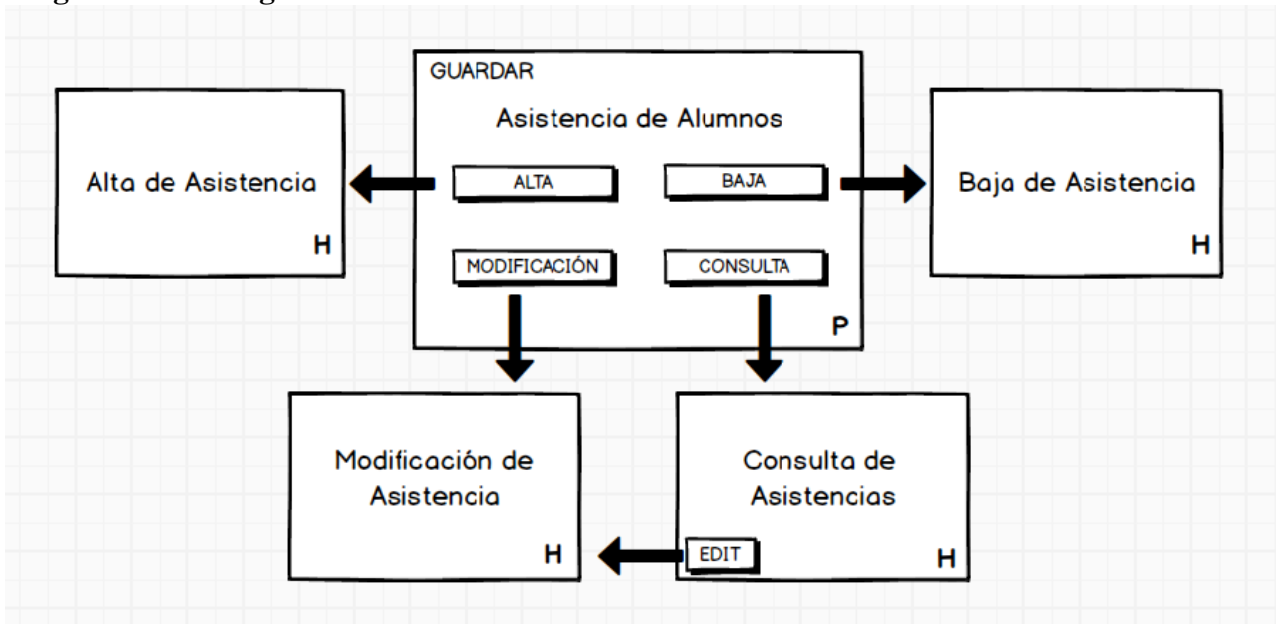 GUARDAR
Asistencia de Alumnos
ALTA
BAJA
MODIFICACIÓN
CONSULTA
P
Alta de Asistencia
H
Baja de Asistencia
H
Modificación de
Asistencia
H
Consulta de
Asistencias
EDIT
H